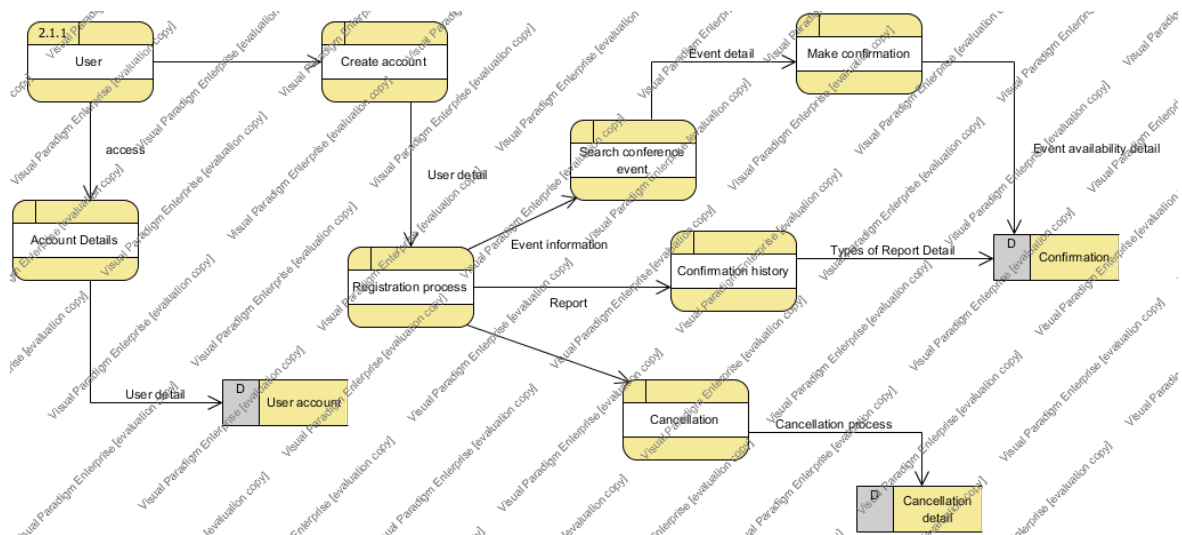 2.1.1
User
Create account
Event detail
Make confirmation
access
Search conference
event
Event availability detail
User detail
Account Details
Event information
Types of Report Detail
D
Confirmation
Registration process
Confirmation history
Report
User detail
D
User account
Cancellation
Cancellation process
D
Cancellation
detail
Visual Paradigm Enterprise [evaluation copy]